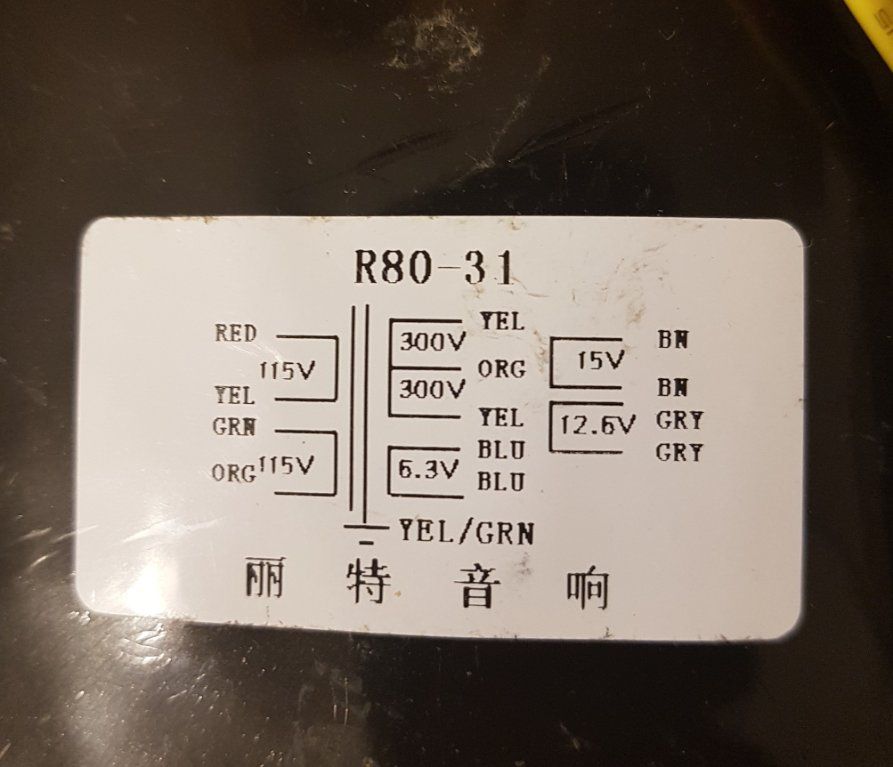 R80-31
RED
115V
YEL
GRN
115V
ORG
YEL
300V
ORG
300V
YEL
BLU
6.3V
BLU
BN
15V
BN
12.6V
GRY
GRY
YEL/GRN
丽特音响